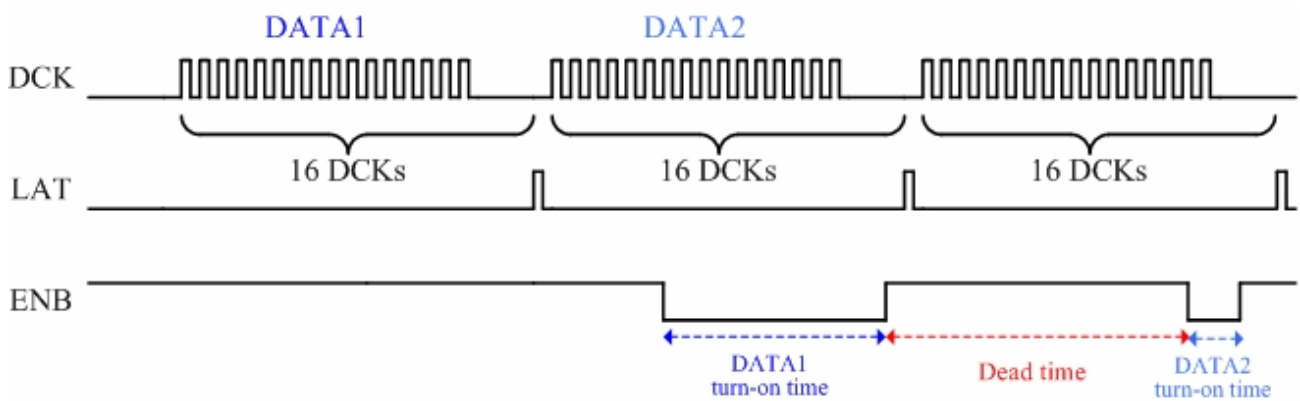 DATA1
DATA2
DCK
16 DCKs
16 DCKs
16 DCKs
LAT
ENB
DATA1
turn-on time
Dead time
DATA2
turn-on time